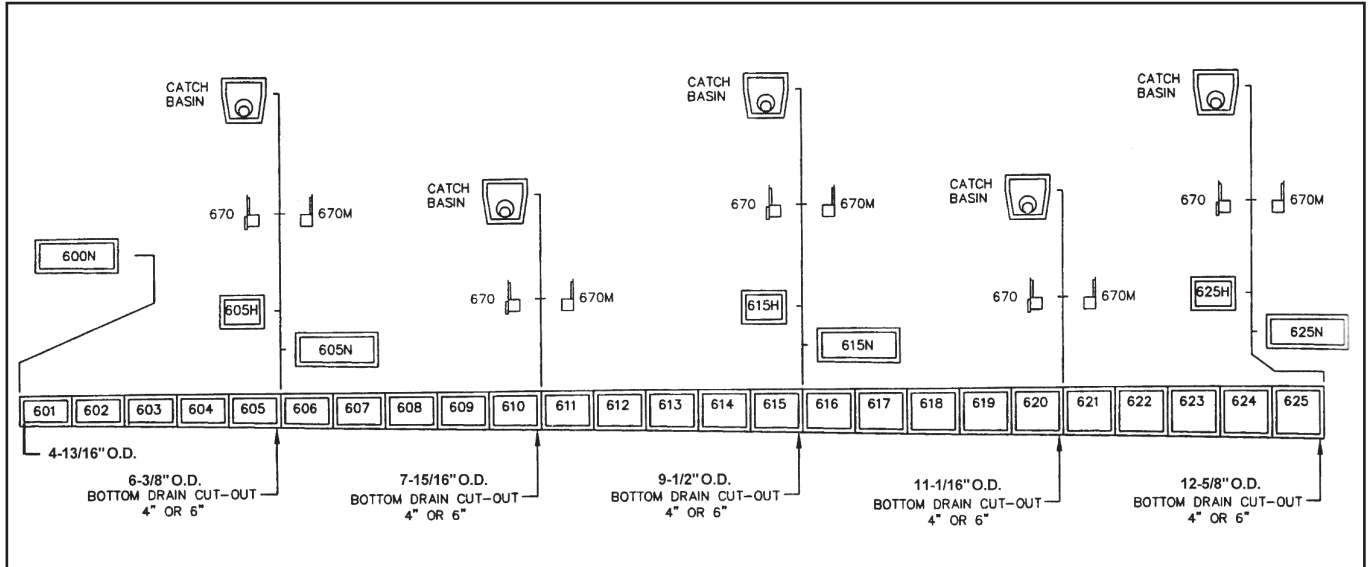 CATCH
BASIN
CATCH
BASIN
CATCH
BASIN
CATCH
BASIN
CATCH
BASIN
670
670M
670
670M
670
670M
600N
605H
670
670M
615H
670
670M
625H
605N
615N
625N
601 602 603 604 605 606 607 608 609 610 611 612 613 614 615 616 617 618 619 620 621 622 623 624 625
4-13/16" O.D.
6-3/8" O.D.
BOTTOM DRAIN CUT-OUT
4" OR 6"
7-15/16" O.D.
BOTTOM DRAIN CUT-OUT
4" OR 6"
9-1/2" O.D.
BOTTOM DRAIN CUT-OUT
4" OR 6"
11-1/16" O.D.
BOTTOM DRAIN CUT-OUT
4" OR 6"
12-5/8" O.D.
BOTTOM DRAIN CUT-OUT
4" OR 6"